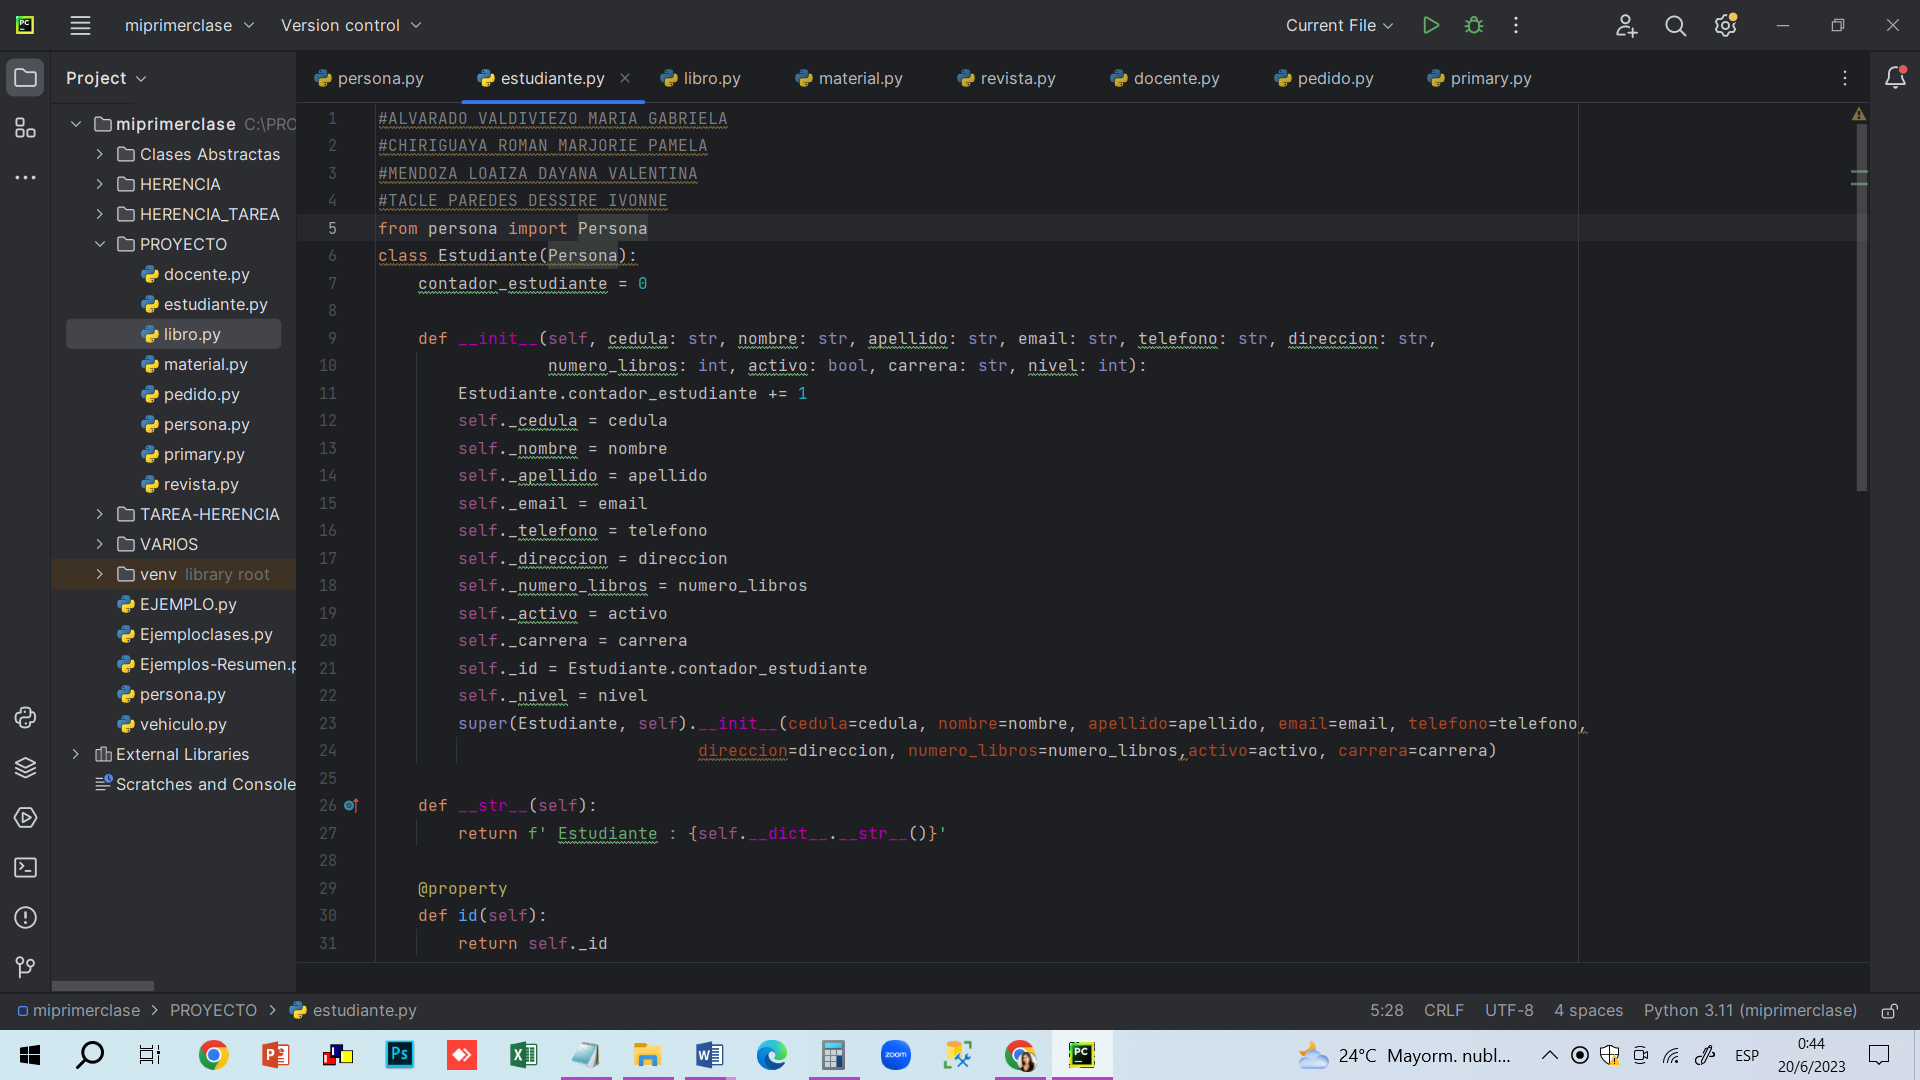 miprimerclase
Version control
Current File
Project
persona.py
estudiante.py
libro.py
material.py
revista.py
docente.py
pedido.py
primary.py
miprimerclase C:\PRO
Clases Abstractas
HERENCIA
HERENCIA_TAREA
PROYECTO
docente.py
estudiante.py
libro.py
material.py
pedido.py
persona.py
primary.py
revista.py
TAREA-HERENCIA
VARIOS
venv library root
EJEMPLO.py
Ejemploclases.py
Ejemplos-Resumen.p
persona.py
vehiculo.py
External Libraries
Scratches and Console
1 #ALVARADO VALDIVIEZO MARIA GABRIELA
2 #CHIRIGUAYA ROMAN MARJORIE PAMELA
3 #MENDOZA LOAIZA DAYANA VALENTINA
4 #TACLE PAREDES DESSIRE IVONNE
5 from persona import Persona
6 class Estudiante(Persona):
7 contador_estudiante = 0
8
9 def __init__(self, cedula: str, nombre: str, apellido: str, email: str, telefono: str, direccion: str,
10 numero_libros: int, activo: bool, carrera: str, nivel: int):
11 Estudiante.contador_estudiante += 1
12 self._cedula = cedula
13 self._nombre = nombre
14 self._apellido = apellido
15 self._email = email
16 self._telefono = telefono
17 self._direccion = direccion
18 self._numero_libros = numero_libros
19 self._activo = activo
20 self._carrera = carrera
21 self._id = Estudiante.contador_estudiante
22 self._nivel = nivel
23 super(Estudiante, self).__init__(cedula=cedula, nombre=nombre, apellido=apellido, email=email, telefono=telefono,
24 direccion=direccion, numero_libros=numero_libros,activo=activo, carrera=carrera)
25
26 def __str__(self):
27 return f' Estudiante : {self.__dict__.__str__()}'
28
29 @property
30 def id(self):
31 return self._id
miprimerclase > PROYECTO > estudiante.py
5:28 CRLF UTF-8 4 spaces Python 3.11 (miprimerclase)
24°C Mayorm. nubl...
ESP
0:44
20/6/2023